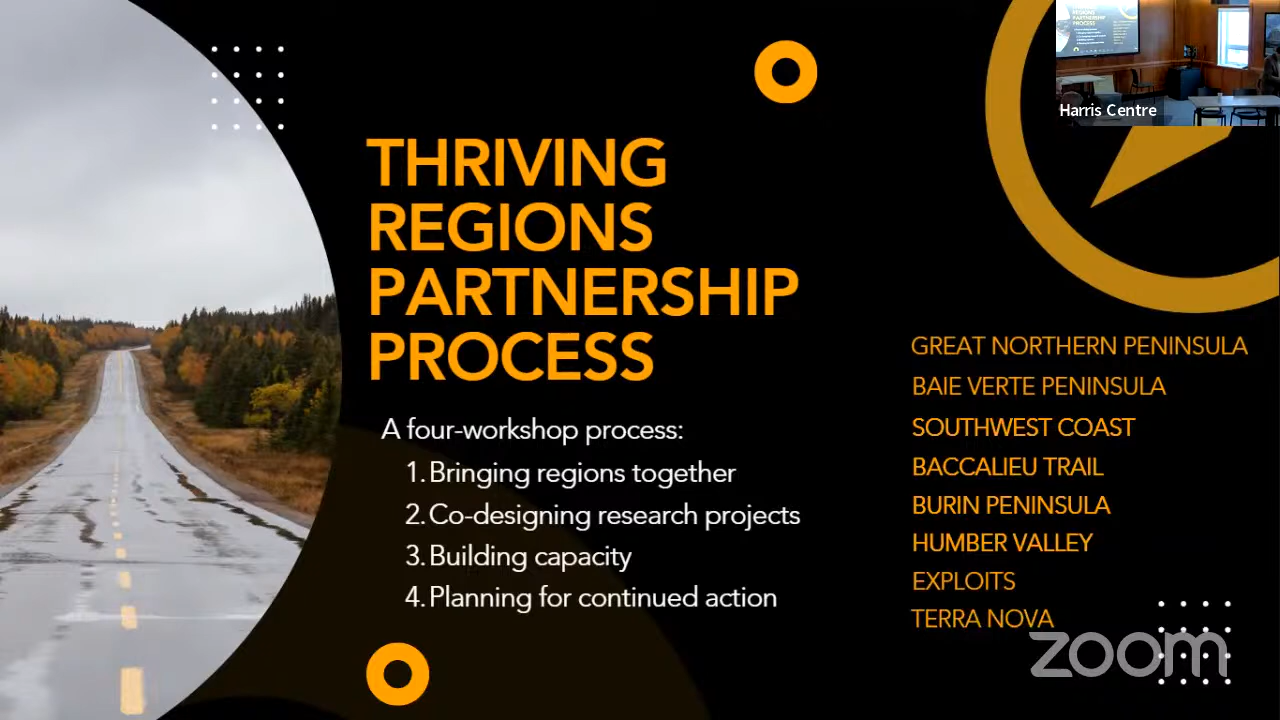 THRIVING
REGIONS
PARTNERSHIP
PROCESS
A four-workshop process:
1. Bringing regions together
2. Co-designing research projects
3. Building capacity
4. Planning for continued action
GREAT NORTHERN PENINSULA
BAIE VERTE PENINSULA
SOUTHWEST COAST
BACCALIEU TRAIL
BURIN PENINSULA
HUMBER VALLEY
EXPLOITS
TERRA NOVA
Harris Centre
zoom